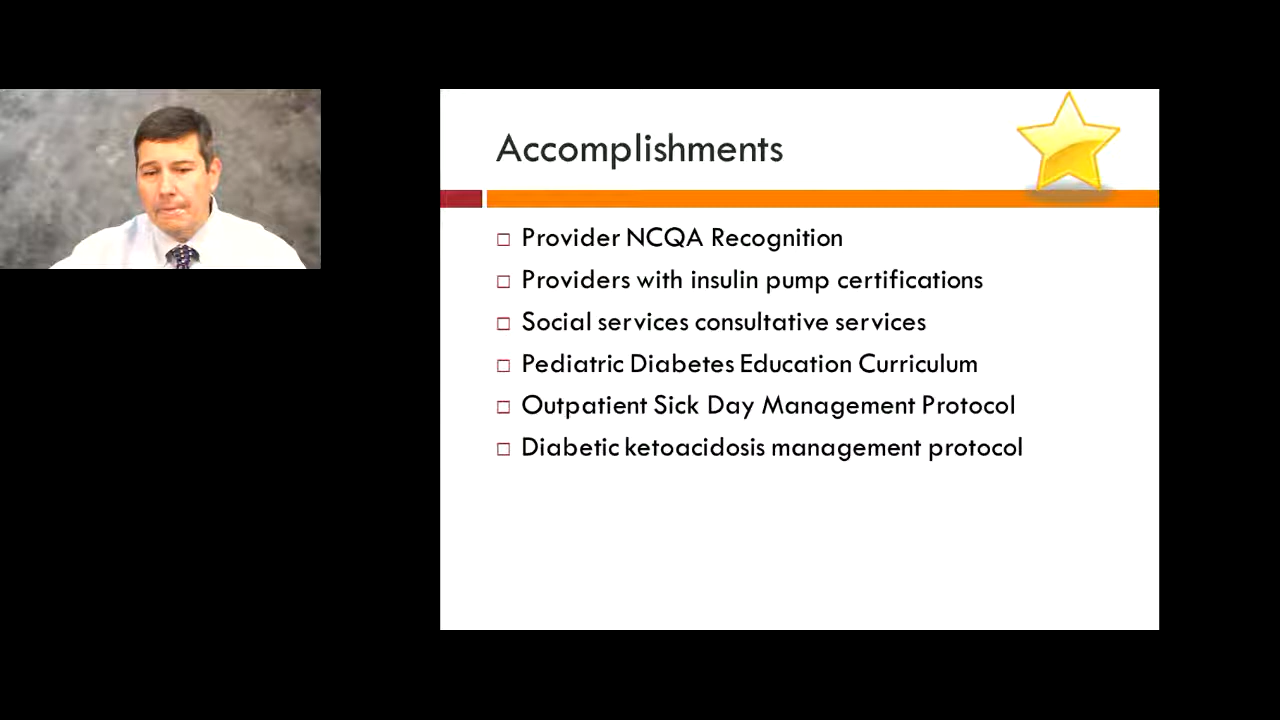 Accomplishments
Provider NCQA Recognition
Providers with insulin pump certifications
Social services consultative services
Pediatric Diabetes Education Curriculum
Outpatient Sick Day Management Protocol
Diabetic ketoacidosis management protocol